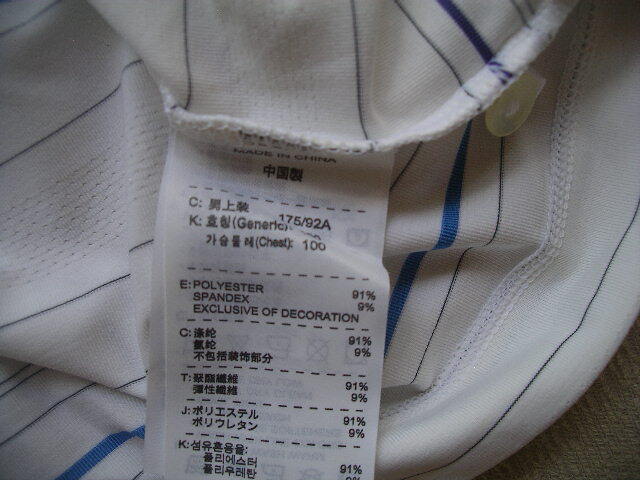 MADE IN CHINA
中国製
C: 男上裝
175/92A
K: 호칭(Generic):
가슴둘레(Chest): 100
E: POLYESTER 91%
SPANDEX 9%
EXCLUSIVE OF DECORATION
C: 涤纶 91%
氨纶 9%
不包括装饰部分
T: 聚酯纖維 91%
彈性纖維 9%
J: ポリエステル 91%
ポリウレタン 9%
K: 섬유혼용율:
폴리에스터 91%
폴리우레탄 9%